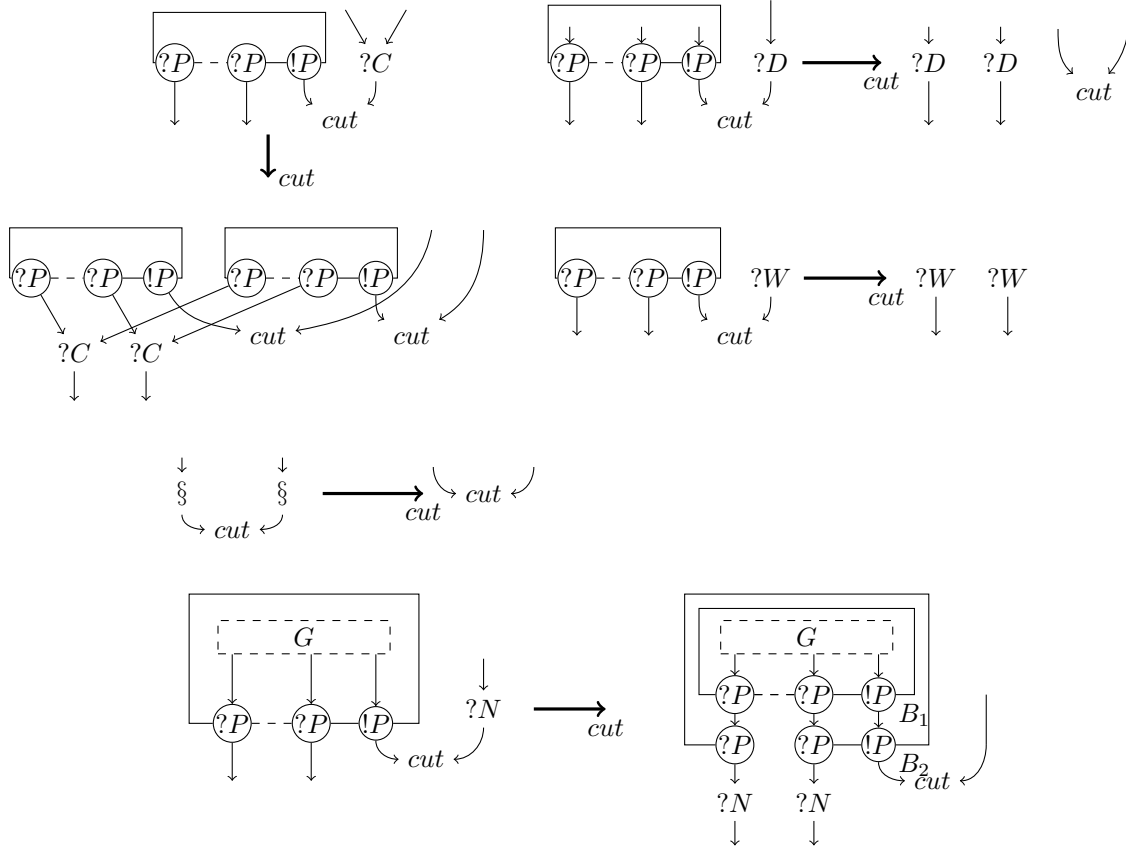 ?P ?P !P ?C
cut
?P ?P !P ?D cut ?D ?D cut
cut
cut
?P ?P !P ?P ?P !P
cut cut
?C ?C
?P ?P !P ?W cut ?W ?W
cut
§ § cut cut
cut
G
?P ?P !P ?N
cut
cut
G
?P ?P !P
B₁
?P ?P !P
B₂
cut
?N ?N